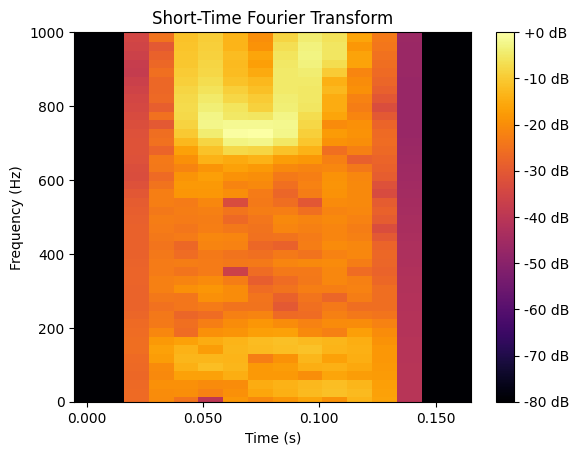 Short-Time Fourier Transform
1000
800
600
400
200
0
Frequency (Hz)
0.000
0.050
0.100
0.150
Time (s)
+0 dB
-10 dB
-20 dB
-30 dB
-40 dB
-50 dB
-60 dB
-70 dB
-80 dB